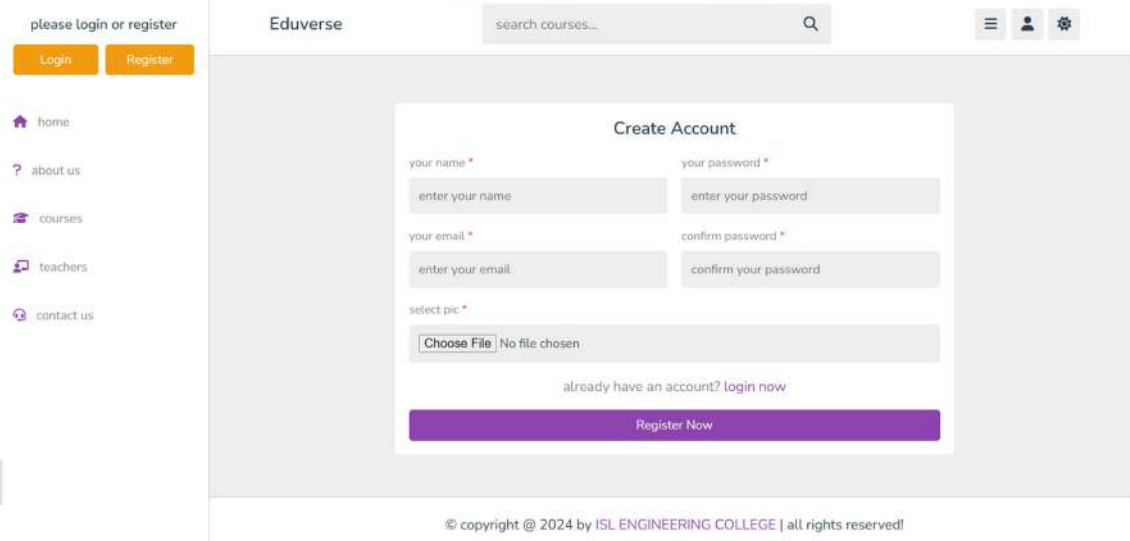 please login or register
Login Register
home
? about us
courses
teachers
contact us
Eduverse
search courses...
Create Account
your name * your password *
enter your name enter your password
your email * confirm password *
enter your email confirm your password
select pic *
Choose File No file chosen
already have an account? login now
Register Now
© copyright @ 2024 by ISL ENGINEERING COLLEGE | all rights reserved!